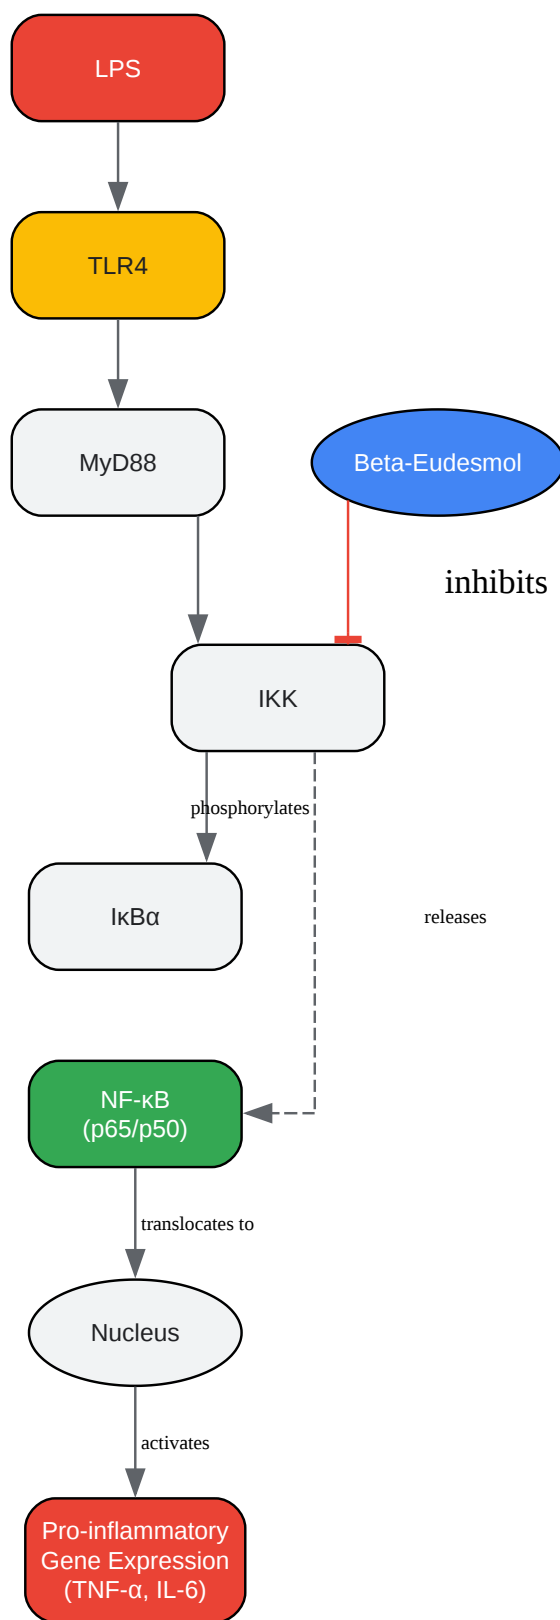 LPS
TLR4
MyD88
Beta-Eudesmol
inhibits
IKK
phosphorylates
IκBα
releases
NF-κB
(p65/p50)
translocates to
Nucleus
activates
Pro-inflammatory
Gene Expression
(TNF-α, IL-6)